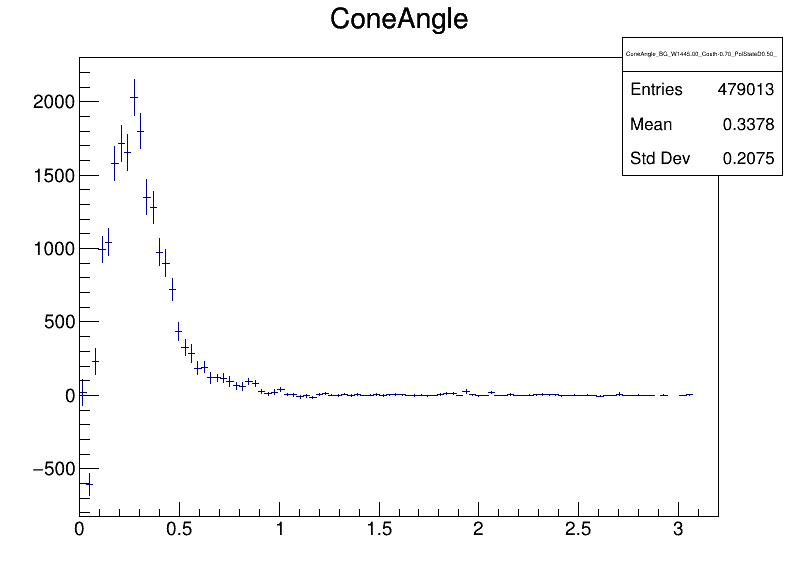 ConeAngle
ConeAngle_BG_W1445.00_Costh-0.70_PolStateD0.50_
Entries 479013
Mean 0.3378
Std Dev 0.2075
2000
1500
1000
500
0
−500
0 0.5 1 1.5 2 2.5 3